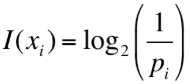 I(x_i) = log_2(1/p_i)